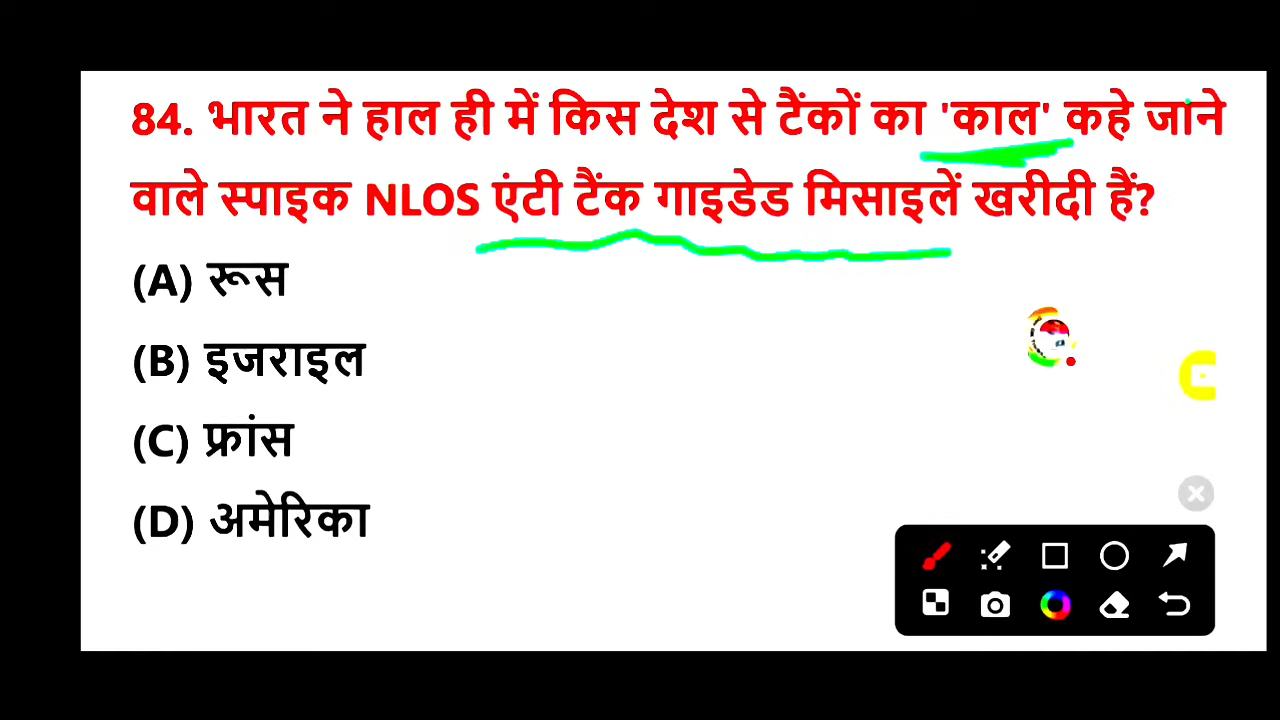 84. भारत ने हाल ही में किस देश से टैंकों का 'काल' कहे जाने
वाले स्पाइक NLOS एंटी टैंक गाइडेड मिसाइलें खरीदी हैं?
(A) रूस
(B) इजराइल
(C) फ्रांस
(D) अमेरिका